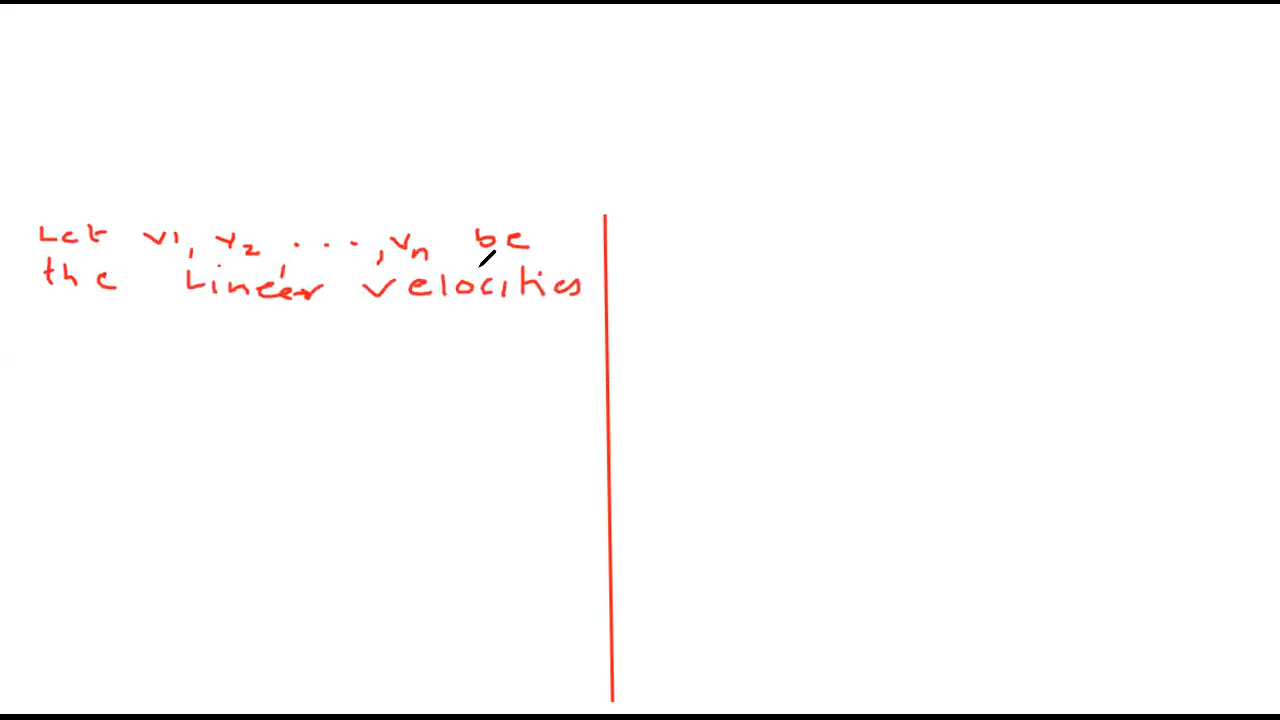 Let v1, v2, ..., vn be
the Linear velocities